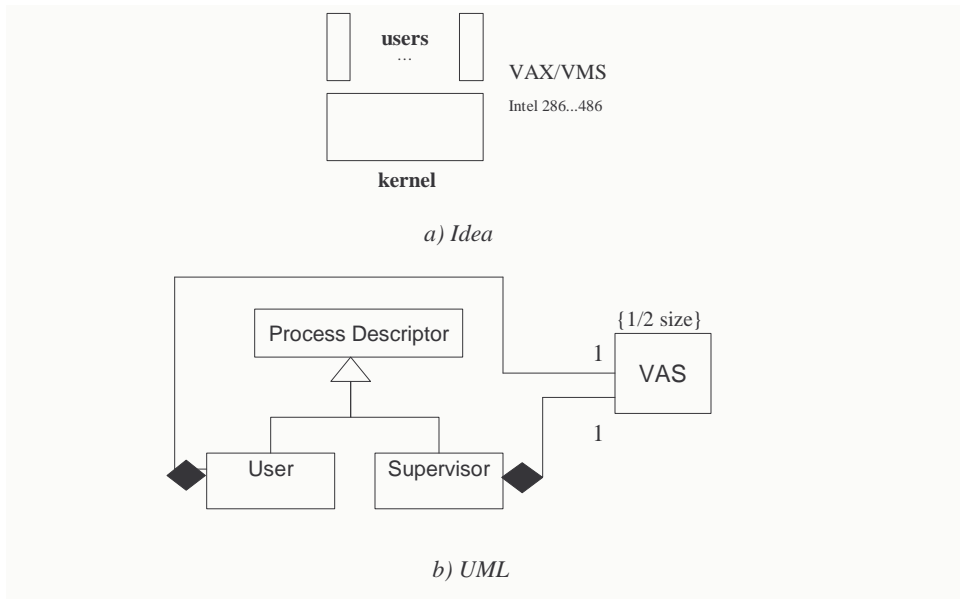 users
...
VAX/VMS
Intel 286...486
kernel
a) Idea
{1/2 size}
Process Descriptor
1
VAS
1
User
Supervisor
b) UML